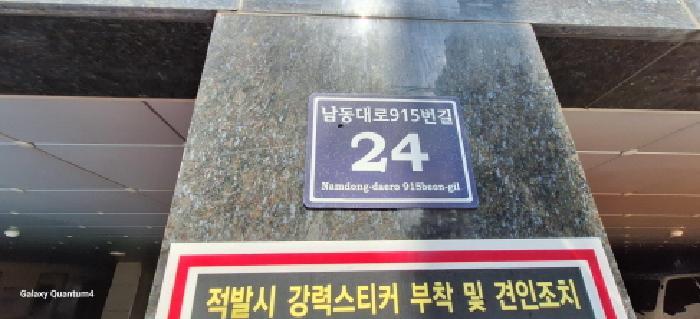 남동대로915번길
24
Namdong-daero 915beon-gil
적발시 강력스티커 부착 및 견인조치
Galaxy Quantum4